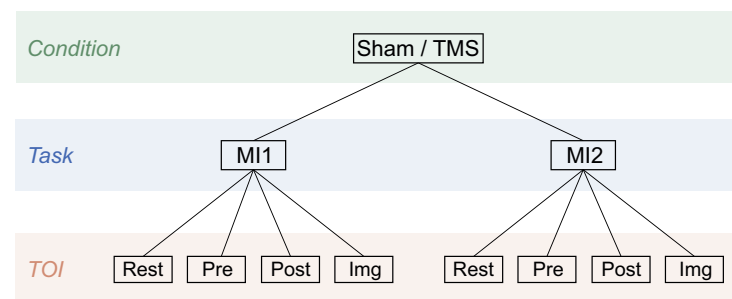 Condition Sham / TMS
Task MI1 MI2
TOI Rest Pre Post Img Rest Pre Post Img